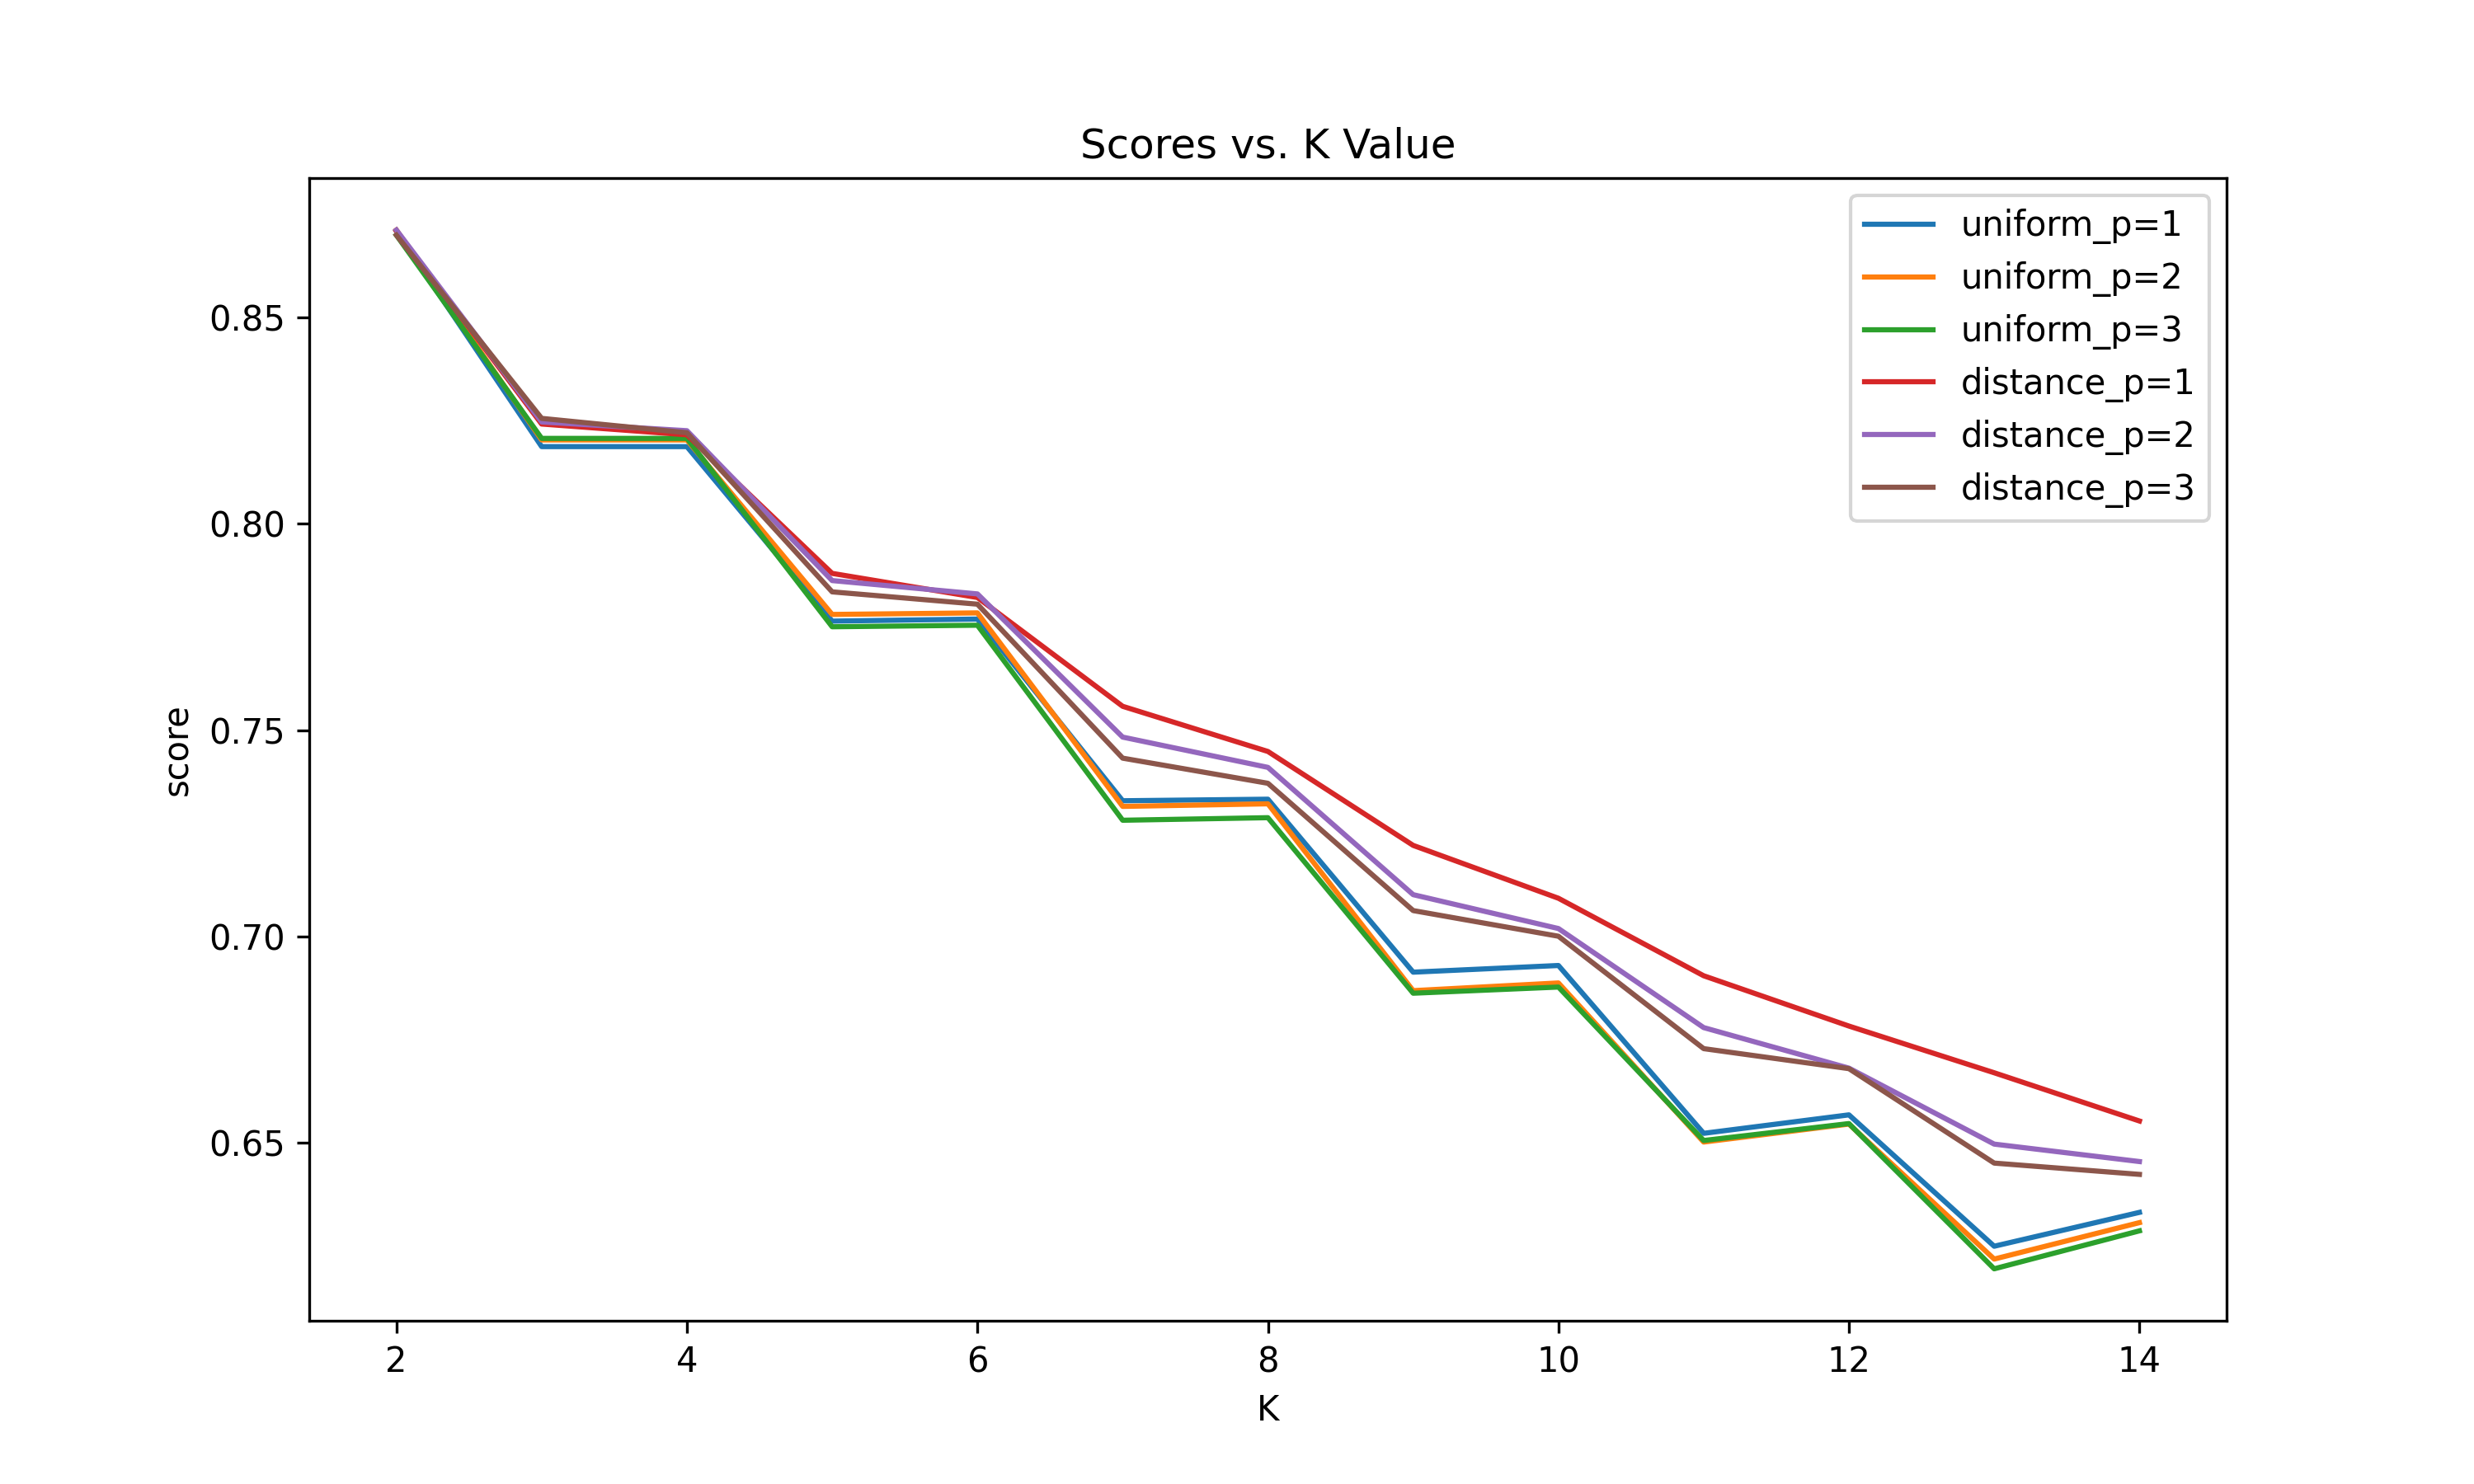 Scores vs. K Value
uniform_p=1
uniform_p=2
uniform_p=3
distance_p=1
distance_p=2
distance_p=3
score
0.85
0.80
0.75
0.70
0.65
2 4 6 8 10 12 14
K